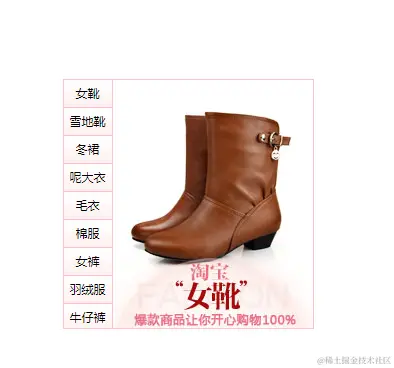 女靴
雪地靴
冬裙
呢大衣
毛衣
棉服
女裤
羽绒服
牛仔裤
淘宝
“女靴”
FASHION
爆款商品让你开心购物100%
@稀土掘金技术社区